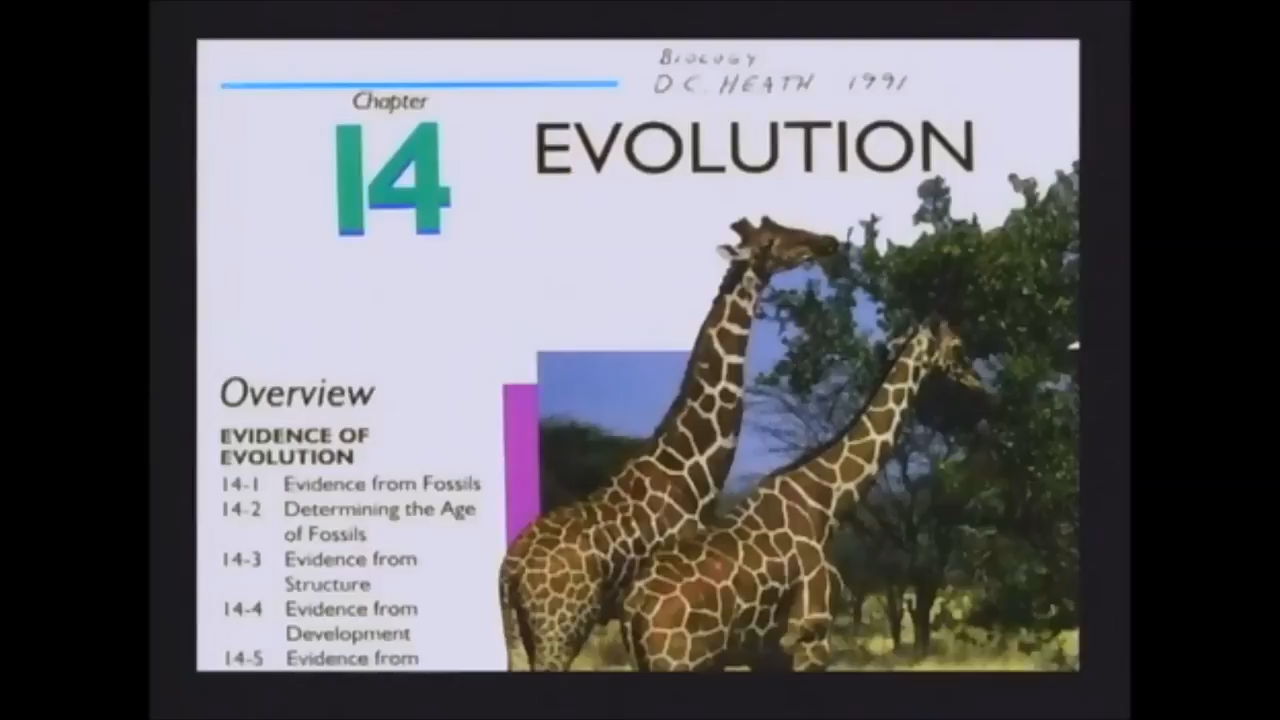 Biology
D.C. HEATH 1991
Chapter
14
EVOLUTION
Overview
EVIDENCE OF
EVOLUTION
14-1 Evidence from Fossils
14-2 Determining the Age
of Fossils
14-3 Evidence from
Structure
14-4 Evidence from
Development
14-5 Evidence from